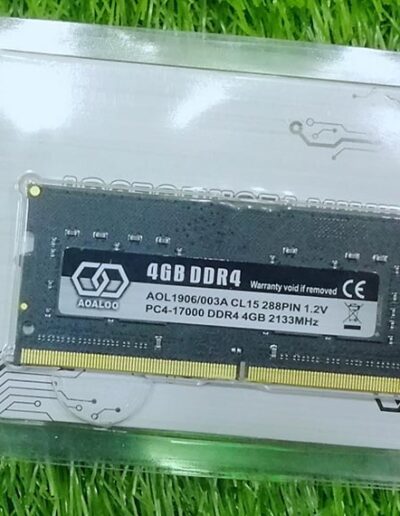 4GB DDR4 Warranty void if removed CE
AOALOO
AOL1906/003A CL15 288PIN 1.2V
PC4-17000 DDR4 4GB 2133MHz